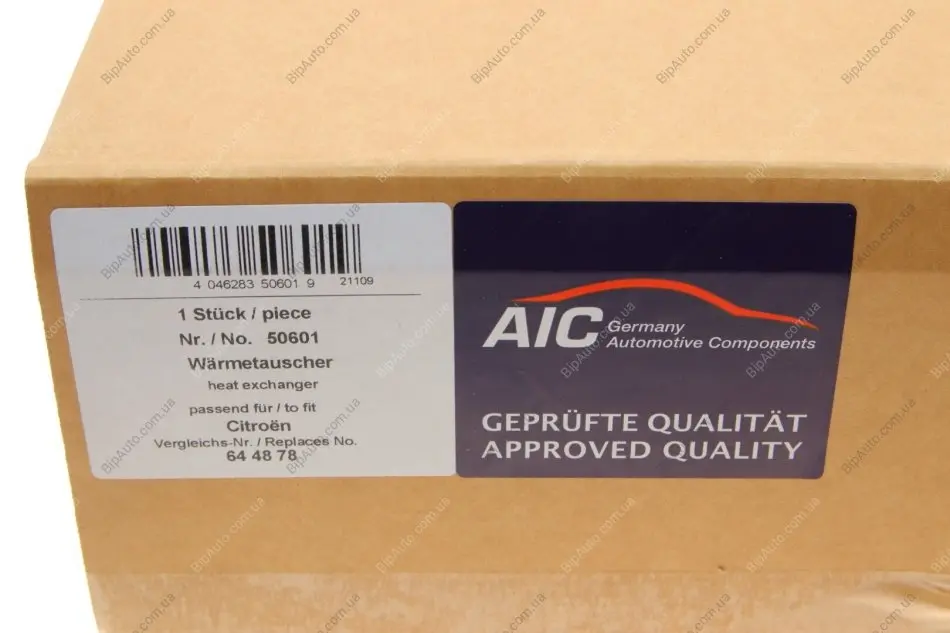 4 046283 50601 9 21109
1 Stück / piece
Nr. / No. 50601
Wärmetauscher
heat exchanger
passend für / to fit
Citroën
Vergleichs-Nr. / Replaces No.
64 48 78
AIC Germany
Automotive Components
GEPRÜFTE QUALITÄT
APPROVED QUALITY
BipAuto.com.ua